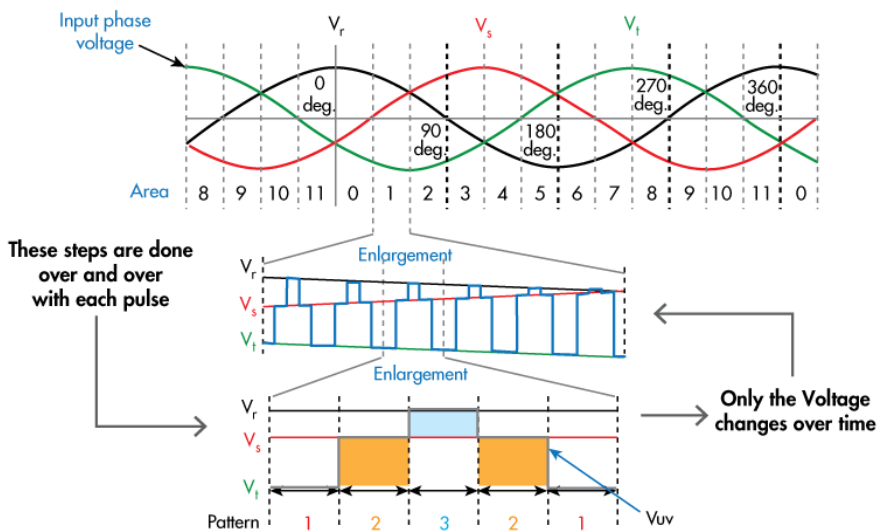 Input phase
voltage
Vr
Vs
Vt
0
deg.
90
deg.
180
deg.
270
deg.
360
deg.
Area 8 9 10 11 0 1 2 3 4 5 6 7 8 9 10 11 0
These steps are done
over and over
with each pulse
Enlargement
Vr
Vs
Vt
Enlargement
Only the Voltage
changes over time
Vr
Vs
Vt
Vuv
Pattern 1 2 3 2 1